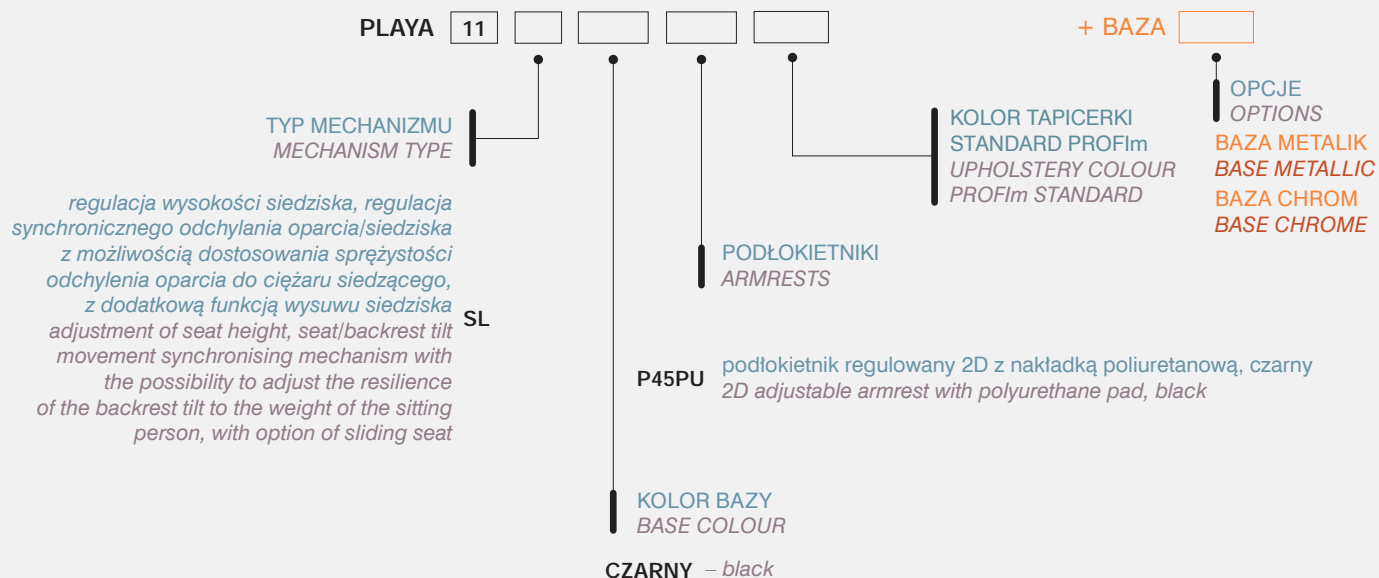 PLAYA 11
+ BAZA
TYP MECHANIZMU
MECHANISM TYPE
regulacja wysokości siedziska, regulacja
synchronicznego odchylania oparcia/siedziska
z możliwością dostosowania sprężystości
odchylenia oparcia do ciężaru siedzącego,
z dodatkową funkcją wysuwu siedziska
SL
adjustment of seat height, seat/backrest tilt
movement synchronising mechanism with
the possibility to adjust the resilience
of the backrest tilt to the weight of the sitting
person, with option of sliding seat
KOLOR BAZY
BASE COLOUR
CZARNY – black
PODŁOKIETNIKI
ARMRESTS
P45PU
podłokietnik regulowany 2D z nakładką poliuretanową, czarny
2D adjustable armrest with polyurethane pad, black
KOLOR TAPICERKI
STANDARD PROFIm
UPHOLSTERY COLOUR
PROFIm STANDARD
OPCJE
OPTIONS
BAZA METALIK
BASE METALLIC
BAZA CHROM
BASE CHROME